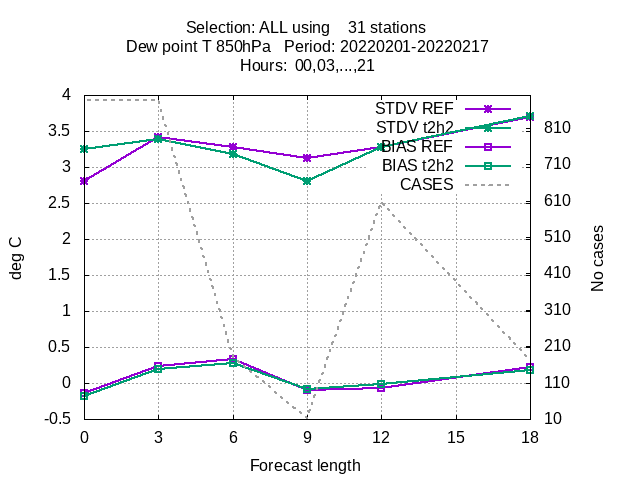 Selection: ALL using    31 stations
Dew point T 850hPa   Period: 20220201-20220217
Hours:  00,03,...,21
STDV REF
STDV t2h2
BIAS REF
BIAS t2h2
CASES
4
3.5
3
2.5
2
1.5
1
0.5
0
-0.5
810
710
610
510
410
310
210
110
10
deg C
No cases
0 3 6 9 12 15 18
Forecast length